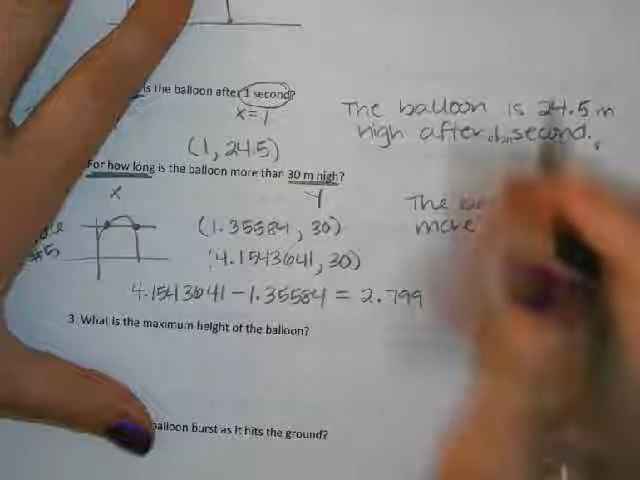 is the balloon after 1 second?
x=1
The balloon is 24.5 m
high after 1 second.
(1, 24.5)
For how long is the balloon more than 30 m high?
x y
The
(1.35584, 30)
more
#5
(4.1543641, 30)
4.1543641 - 1.35584 = 2.799
3. What is the maximum height of the balloon?
balloon burst as it hits the ground?